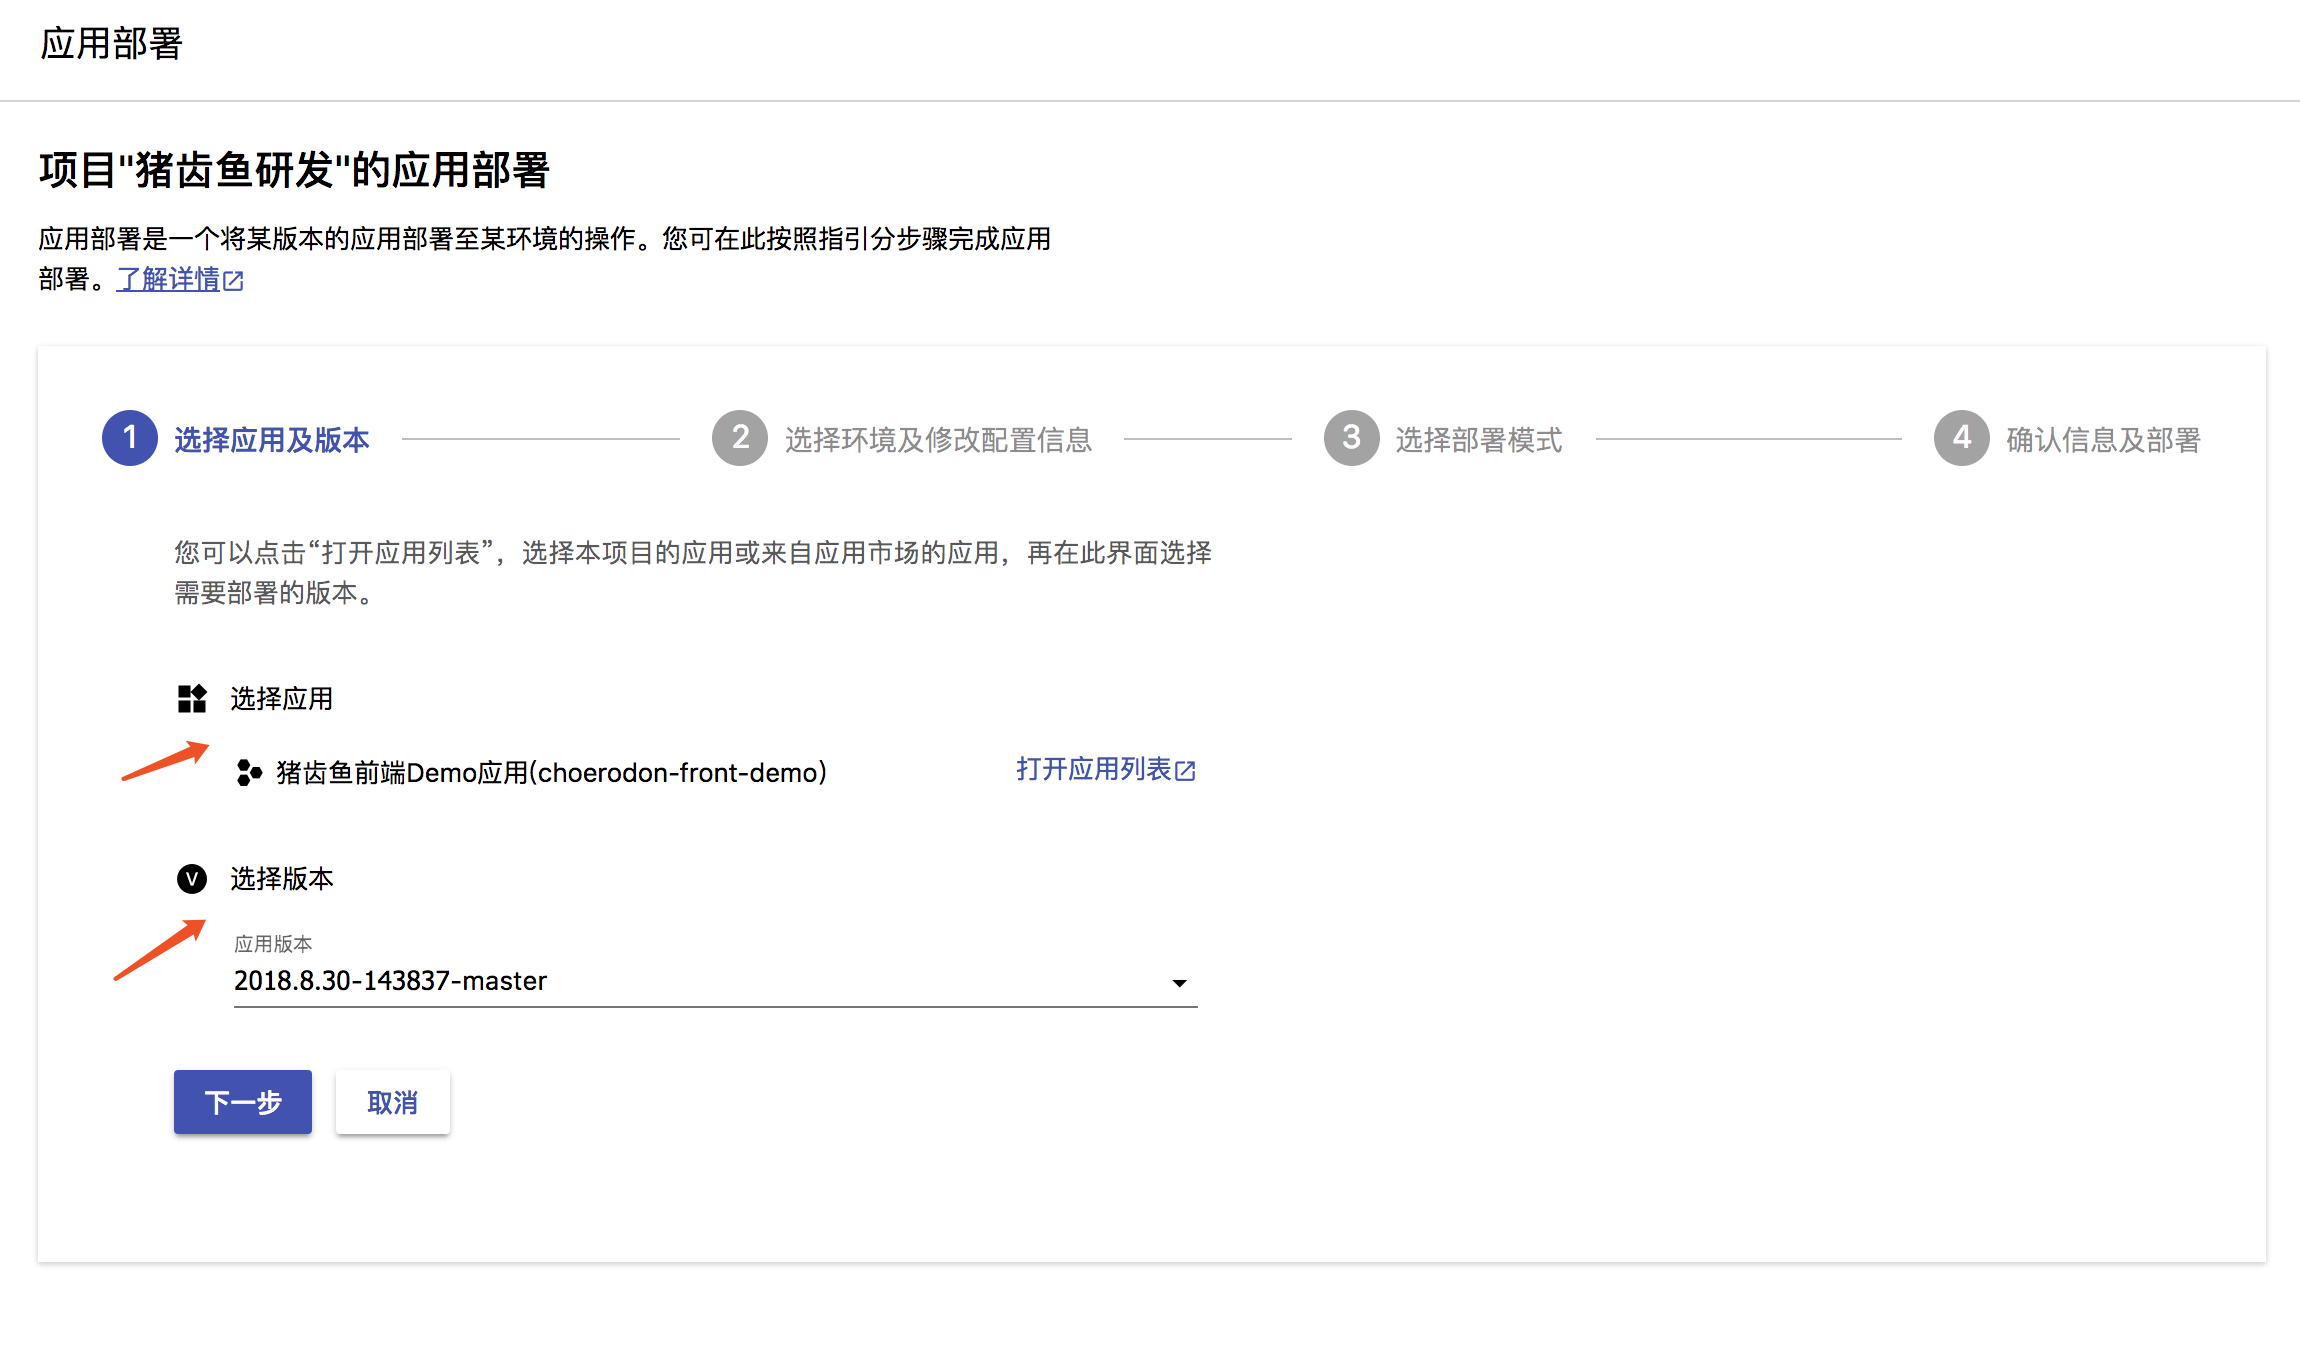 应用部署
项目"猪齿鱼研发"的应用部署
应用部署是一个将某版本的应用部署至某环境的操作。您可在此按照指引分步骤完成应用
部署。了解详情
1 选择应用及版本
2 选择环境及修改配置信息
3 选择部署模式
4 确认信息及部署
您可以点击“打开应用列表”，选择本项目的应用或来自应用市场的应用，再在此界面选择
需要部署的版本。
选择应用
猪齿鱼前端Demo应用(choerodon-front-demo)
打开应用列表
V 选择版本
应用版本
2018.8.30-143837-master
下一步
取消